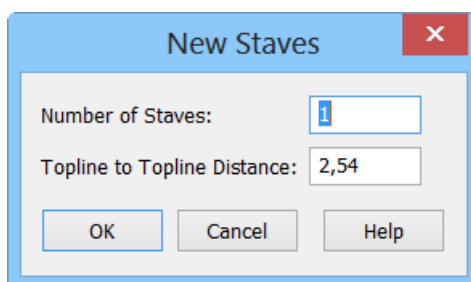 New Staves
Number of Staves: 1
Topline to Topline Distance: 2,54
OK Cancel Help